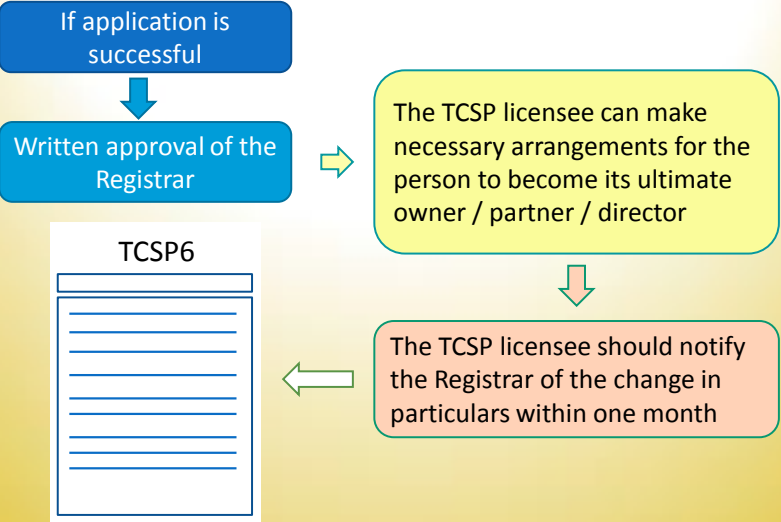 If application is
successful
Written approval of the
Registrar
The TCSP licensee can make
necessary arrangements for the
person to become its ultimate
owner / partner / director
The TCSP licensee should notify
the Registrar of the change in
particulars within one month
TCSP6